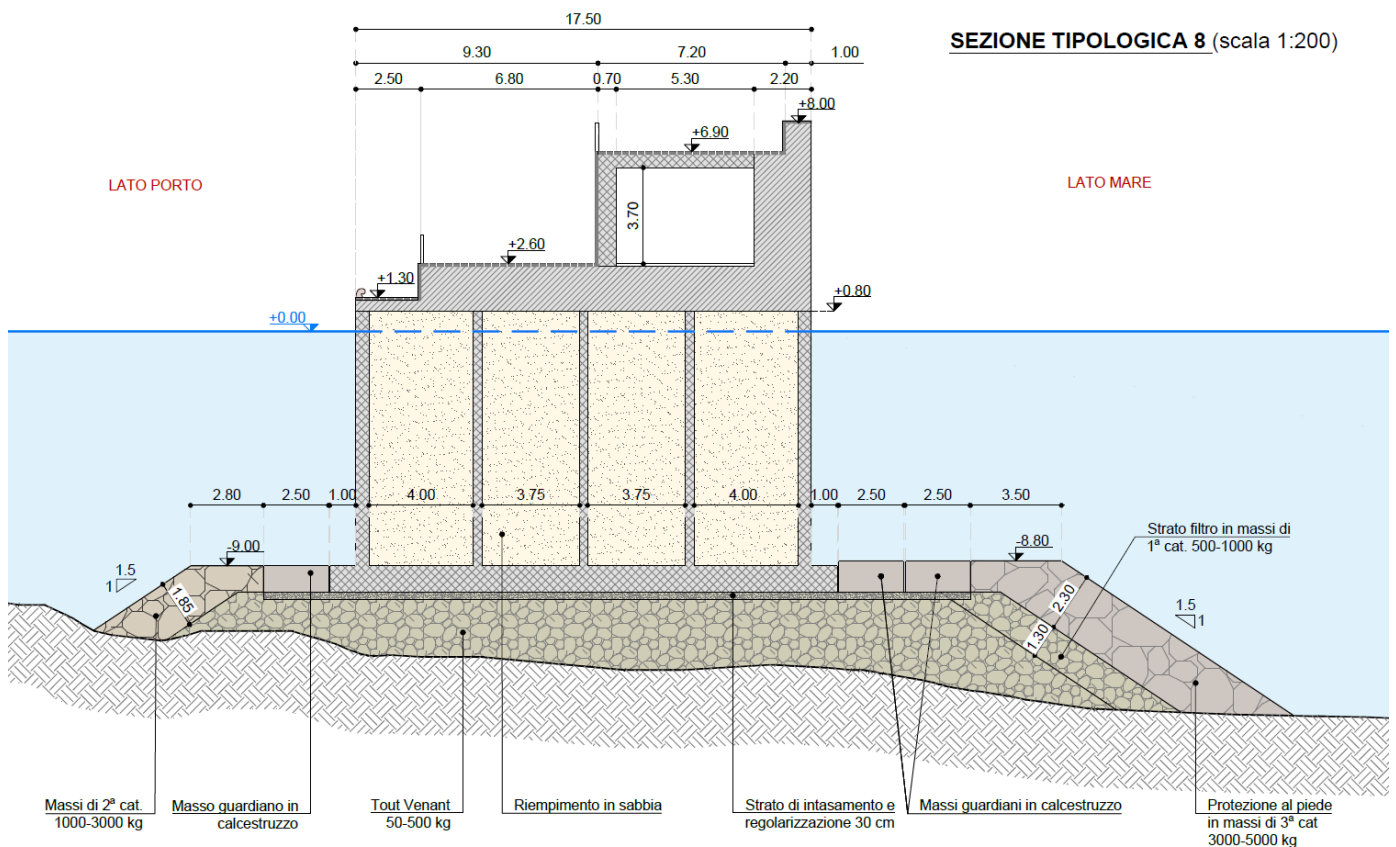 17.50
SEZIONE TIPOLOGICA 8 (scala 1:200)
9.30
7.20
1.00
2.50
6.80
0.70
5.30
2.20
+8.00
+6.90
LATO PORTO
LATO MARE
3.70
+2.60
+1.30
+0.80
+0.00
2.80
2.50
1.00
4.00
3.75
3.75
4.00
1.00
2.50
2.50
3.50
Strato filtro in massi di
1ª cat. 500-1000 kg
-9.00
-8.80
1.5
1
1.85
2.30
1.30
1.5
1
Massi di 2ª cat.
1000-3000 kg
Masso guardiano in
calcestruzzo
Tout Venant
50-500 kg
Riempimento in sabbia
Strato di intasamento e
regolarizzazione 30 cm
Massi guardiani in calcestruzzo
Protezione al piede
in massi di 3ª cat
3000-5000 kg